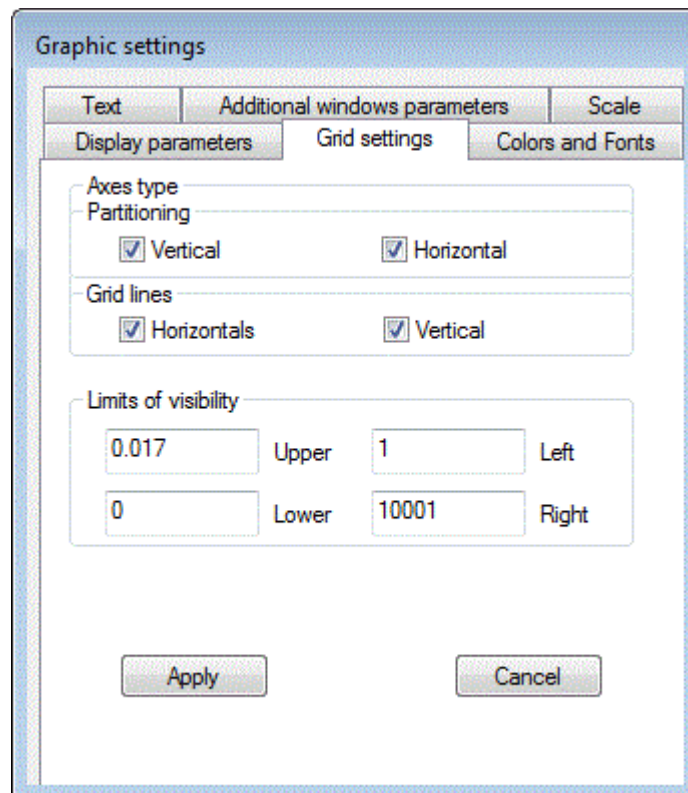 Graphic settings
Text Additional windows parameters Scale
Display parameters Grid settings Colors and Fonts
Axes type
Partitioning
Vertical Horizontal
Grid lines
Horizontals Vertical
Limits of visibility
0.017 Upper 1 Left
0 Lower 10001 Right
Apply Cancel